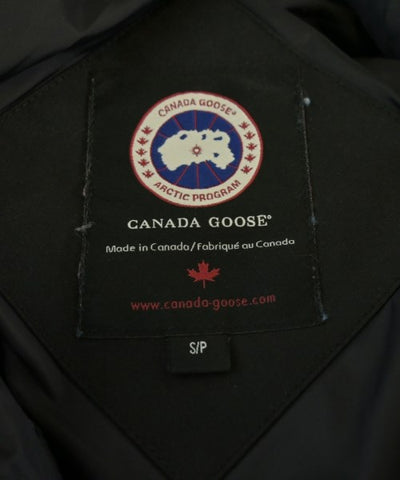 CANADA GOOSE®
ARCTIC PROGRAM
CANADA GOOSE®
Made in Canada/Fabriqué au Canada
www.canada-goose.com
S/P